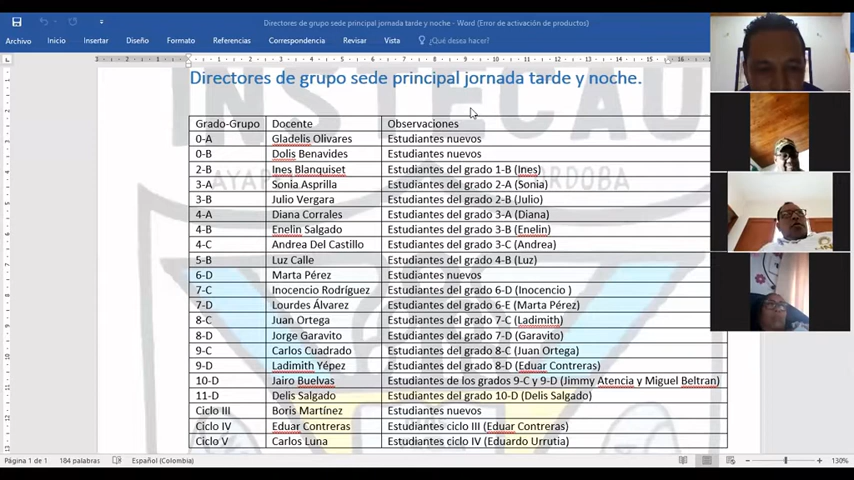 Directores de grupo sede principal jornada tarde y noche - Word (Error de activación de productos)
Archivo Inicio Insertar Diseño Formato Referencias Correspondencia Revisar Vista ¿Qué desea hacer?
INSTECAU
Directores de grupo sede principal jornada tarde y noche.
Grado-Grupo Docente Observaciones
0-A Gladelis Olivares Estudiantes nuevos
0-B Dolis Benavides Estudiantes nuevos
2-B Ines Blanquiset Estudiantes del grado 1-B (Ines)
3-A Sonia Asprilla Estudiantes del grado 2-A (Sonia)
3-B Julio Vergara Estudiantes del grado 2-B (Julio)
4-A Diana Corrales Estudiantes del grado 3-A (Diana)
4-B Enelin Salgado Estudiantes del grado 3-B (Enelin)
4-C Andrea Del Castillo Estudiantes del grado 3-C (Andrea)
5-B Luz Calle Estudiantes del grado 4-B (Luz)
6-D Marta Pérez Estudiantes nuevos
7-C Inocencio Rodríguez Estudiantes del grado 6-D (Inocencio )
7-D Lourdes Álvarez Estudiantes del grado 6-E (Marta Pérez)
8-C Juan Ortega Estudiantes del grado 7-C (Ladimith)
8-D Jorge Garavito Estudiantes del grado 7-D (Garavito)
9-C Carlos Cuadrado Estudiantes del grado 8-C (Juan Ortega)
9-D Ladimith Yépez Estudiantes del grado 8-D (Eduar Contreras)
10-D Jairo Buelvas Estudiantes de los grados 9-C y 9-D (Jimmy Atencia y Miguel Beltran)
11-D Delis Salgado Estudiantes del grado 10-D (Delis Salgado)
Ciclo III Boris Martínez Estudiantes nuevos
Ciclo IV Eduar Contreras Estudiantes ciclo III (Eduar Contreras)
Ciclo V Carlos Luna Estudiantes ciclo IV (Eduardo Urrutia)
Página 1 de 1 184 palabras Español (Colombia) 130%